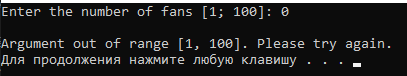 Enter the number of fans [1; 100]: 0
Argument out of range [1, 100]. Please try again.
Для продолжения нажмите любую клавишу . . .